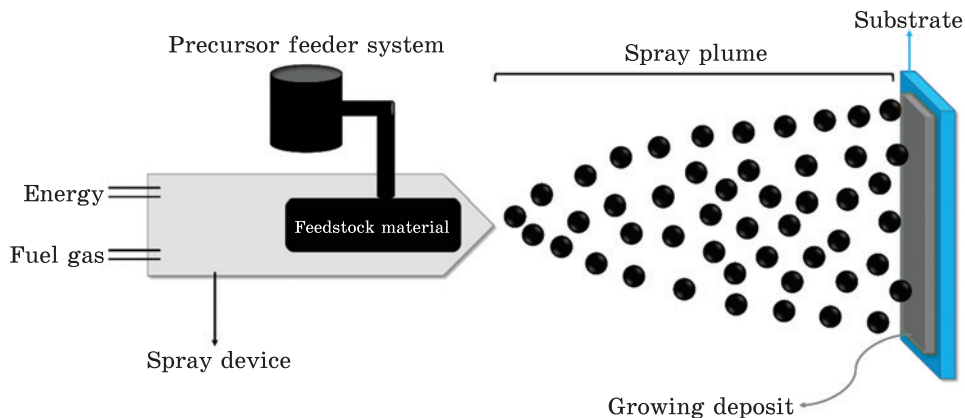 Substrate
Precursor feeder system
Spray plume
Energy
Feedstock material
Fuel gas
Spray device
Growing deposit